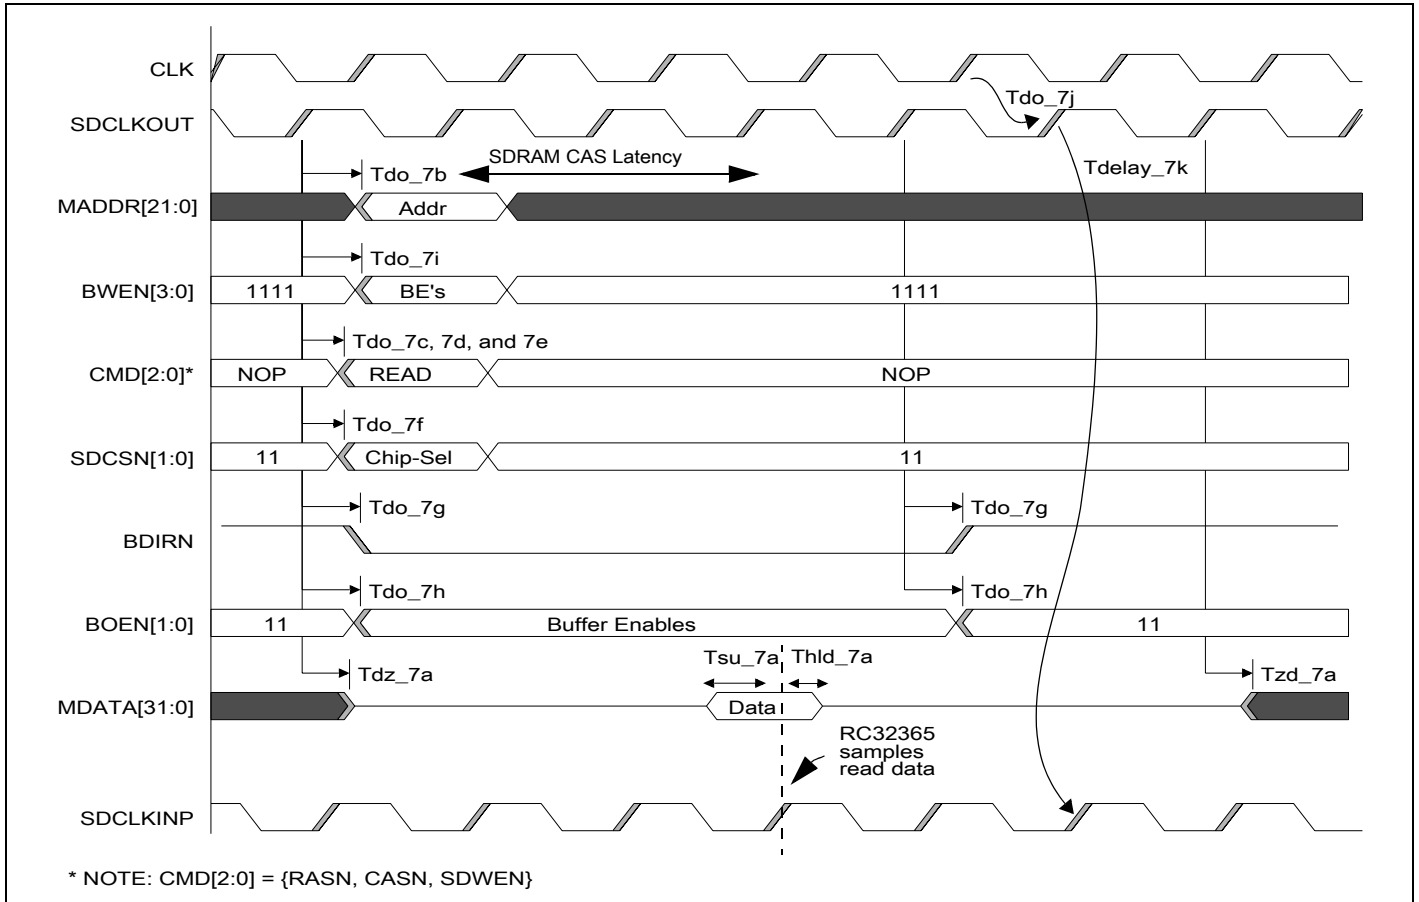 CLK
Tdo_7j
SDCLKOUT
SDRAM CAS Latency
Tdo_7b
Tdelay_7k
MADDR[21:0]
Addr
Tdo_7i
BWEN[3:0]
1111
BE's
1111
Tdo_7c, 7d, and 7e
CMD[2:0]*
NOP
READ
NOP
Tdo_7f
SDCSN[1:0]
11
Chip-Sel
11
Tdo_7g
Tdo_7g
BDIRN
Tdo_7h
Tdo_7h
BOEN[1:0]
11
Buffer Enables
11
Tsu_7a
Thld_7a
Tdz_7a
Tzd_7a
MDATA[31:0]
Data
RC32365
samples
read data
SDCLKINP
* NOTE: CMD[2:0] = {RASN, CASN, SDWEN}